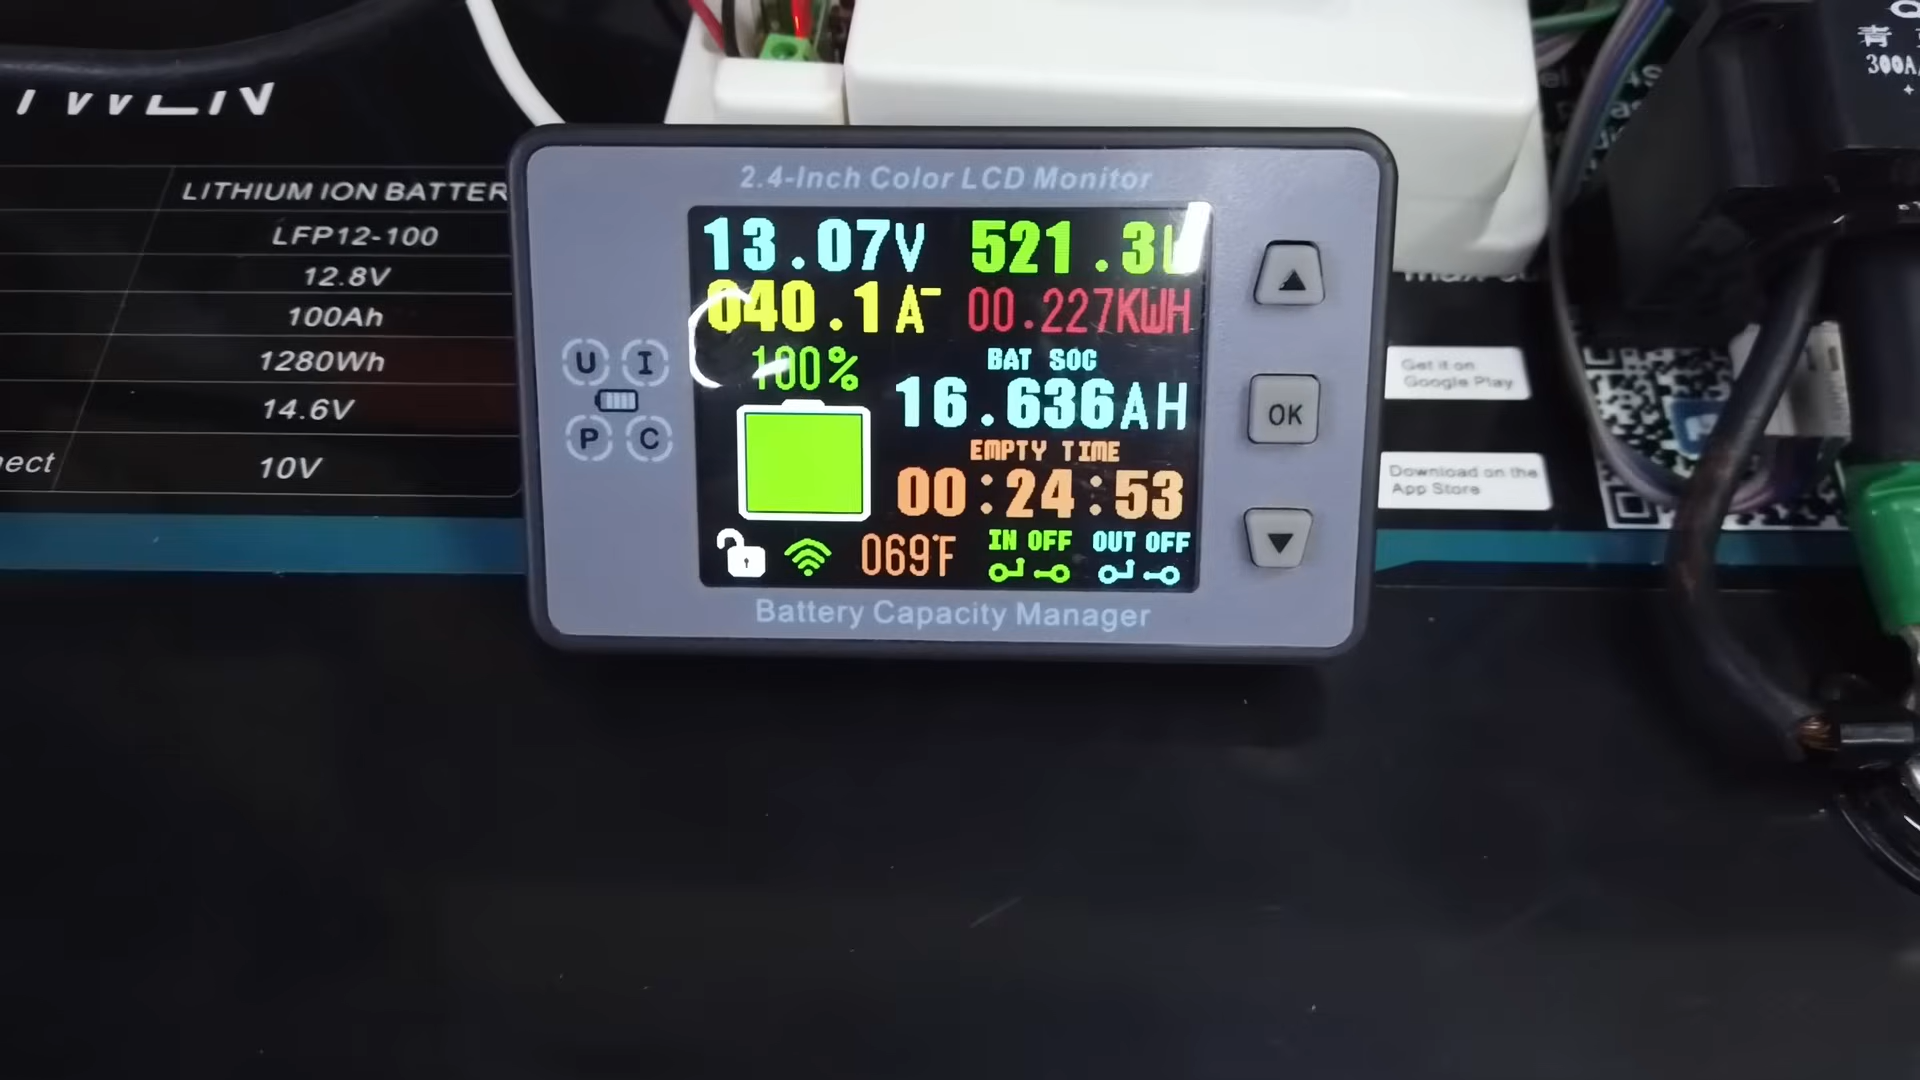 LITHIUM ION BATTER
LFP12-100
12.8V
100Ah
1280Wh
14.6V
nect
10V
2.4-Inch Color LCD Monitor
13.07V
521.3
040.1A-
00.227KWH
100%
BAT SOC
16.636AH
EMPTY TIME
00:24:53
069°F
IN OFF
OUT OFF
U I
P C
OK
Battery Capacity Manager
Get it on
Google Play
Download on the
App Store
青
300A